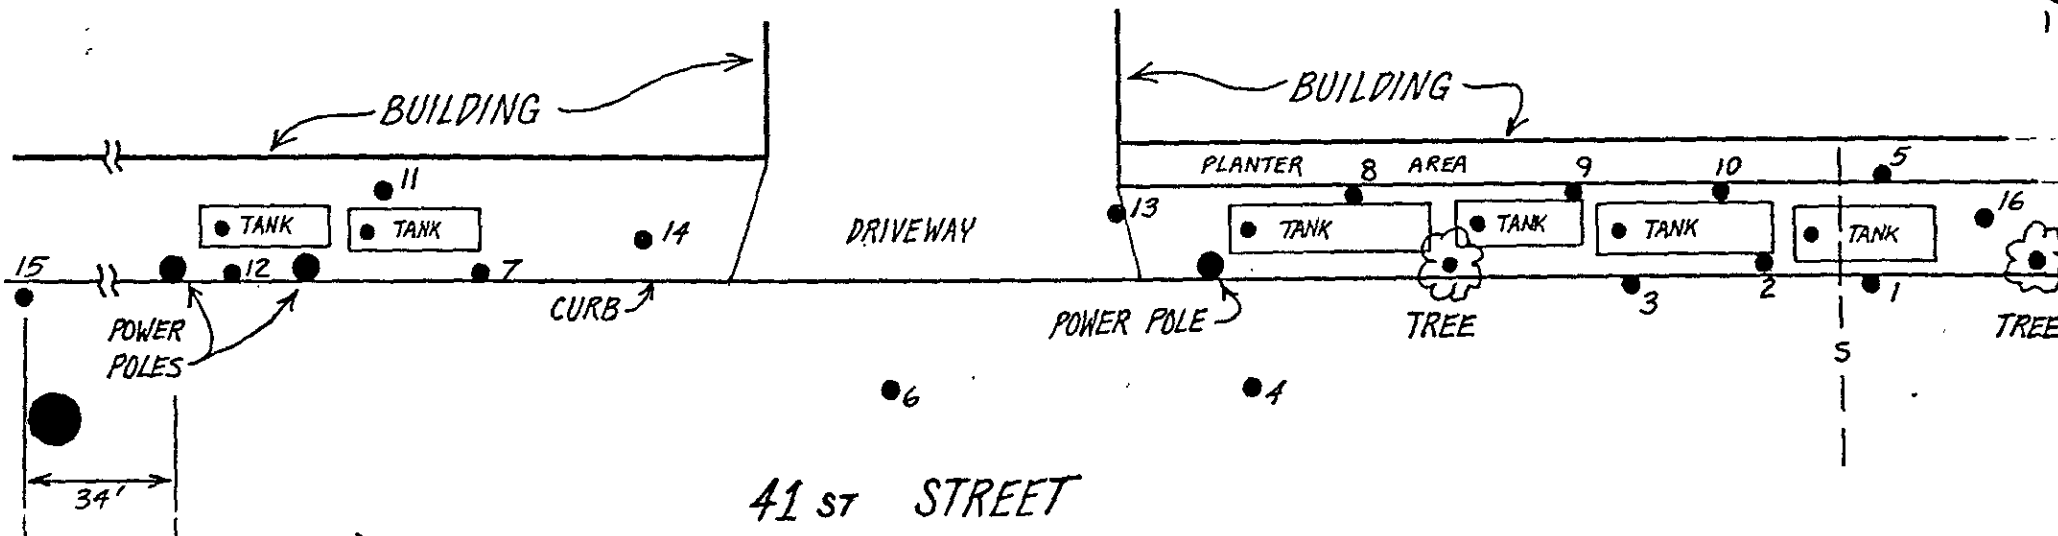 BUILDING
BUILDING
PLANTER AREA
8
9
10
5
11
TANK
TANK
14
DRIVEWAY
13
TANK
TANK
TANK
TANK
16
15
12
7
CURB
POWER POLE
TREE
3
2
1
TREE
POWER
POLES
6
4
S
34'
41 ST STREET